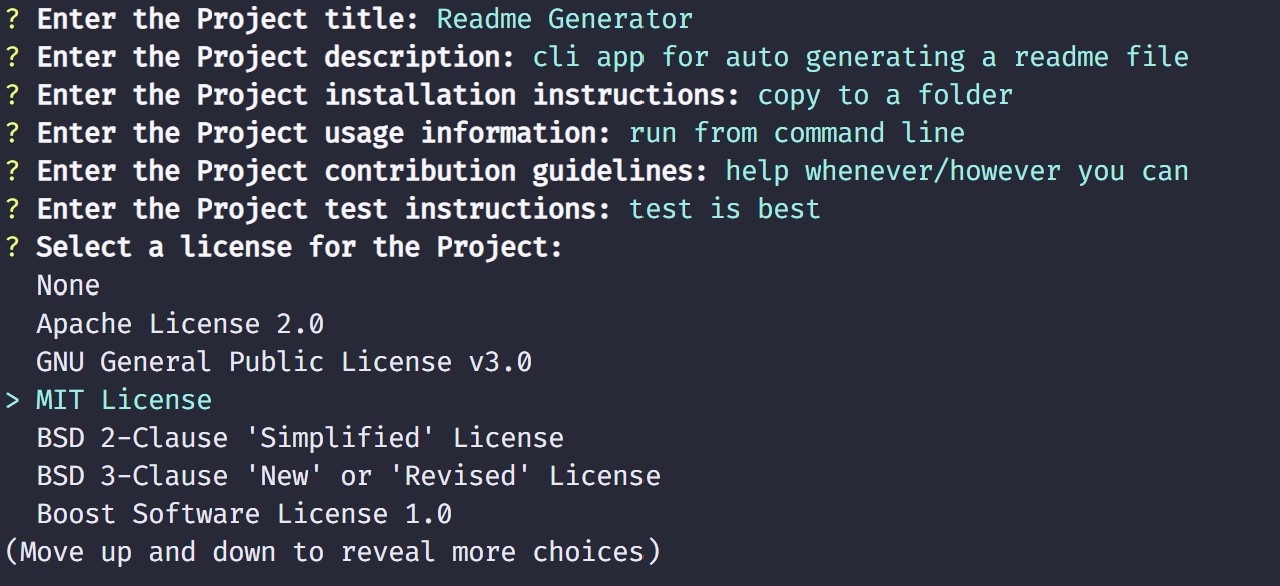 ? Enter the Project title: Readme Generator
? Enter the Project description: cli app for auto generating a readme file
? Enter the Project installation instructions: copy to a folder
? Enter the Project usage information: run from command line
? Enter the Project contribution guidelines: help whenever/however you can
? Enter the Project test instructions: test is best
? Select a license for the Project:
None
Apache License 2.0
GNU General Public License v3.0
> MIT License
BSD 2-Clause 'Simplified' License
BSD 3-Clause 'New' or 'Revised' License
Boost Software License 1.0
(Move up and down to reveal more choices)